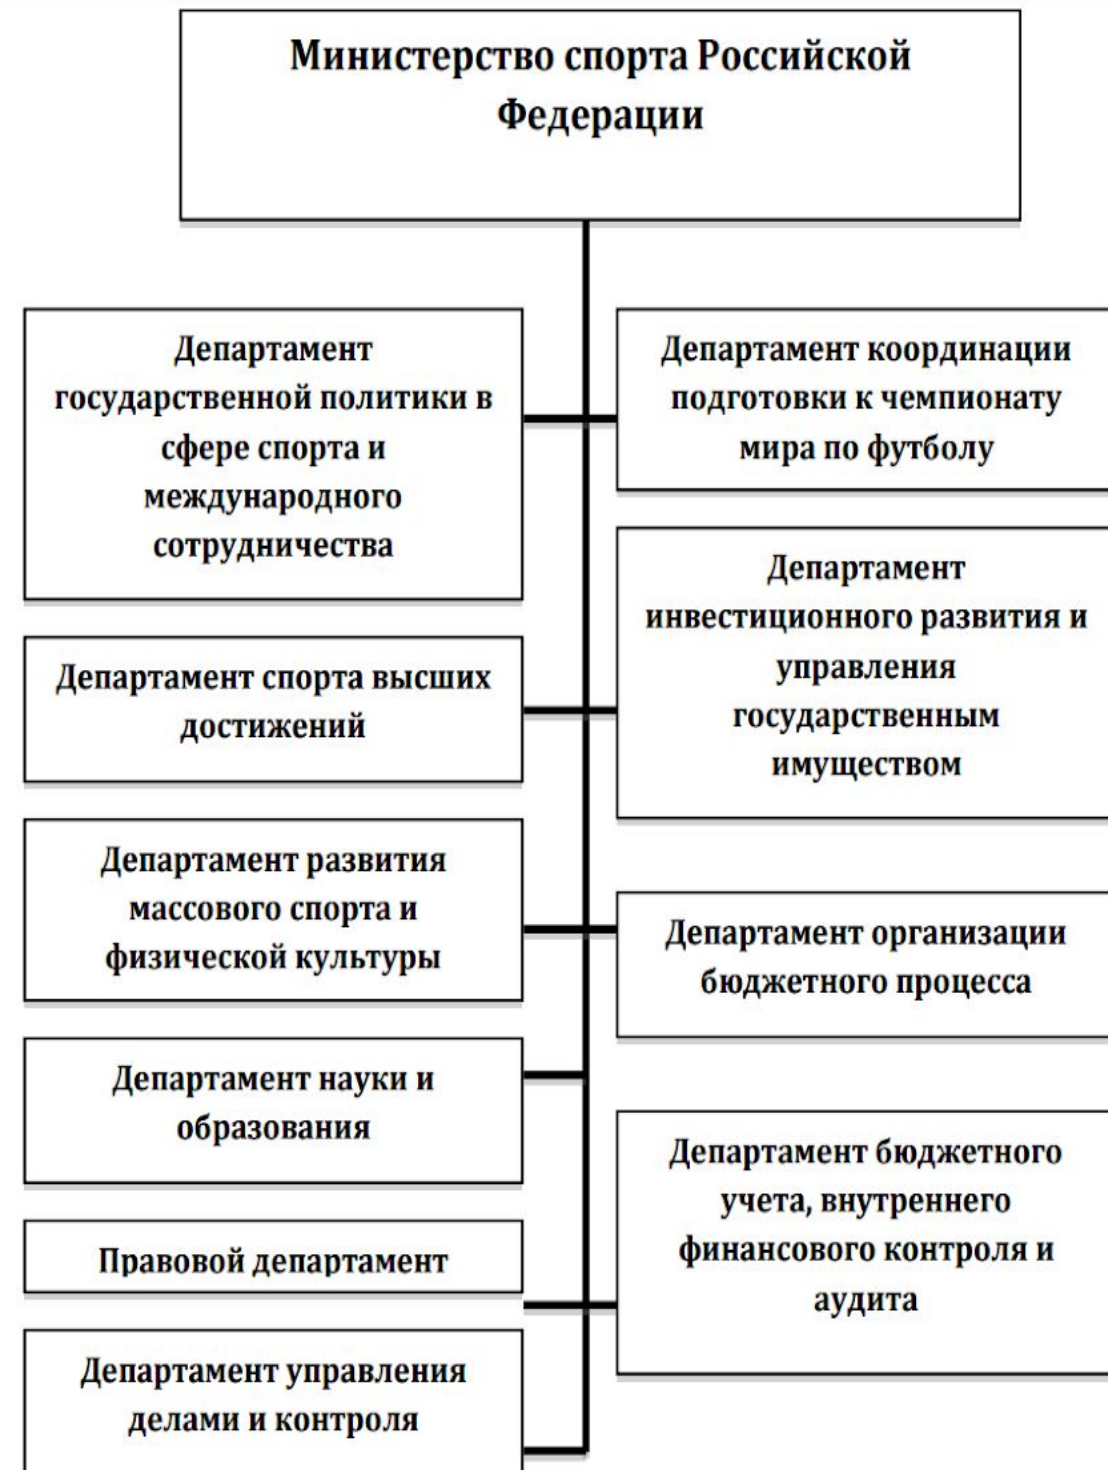 Министерство спорта Российской
Федерации
Департамент
государственной политики в
сфере спорта и
международного
сотрудничества
Департамент спорта высших
достижений
Департамент развития
массового спорта и
физической культуры
Департамент науки и
образования
Правовой департамент
Департамент управления
делами и контроля
Департамент координации
подготовки к чемпионату
мира по футболу
Департамент
инвестиционного развития и
управления
государственным
имуществом
Департамент организации
бюджетного процесса
Департамент бюджетного
учета, внутреннего
финансового контроля и
аудита